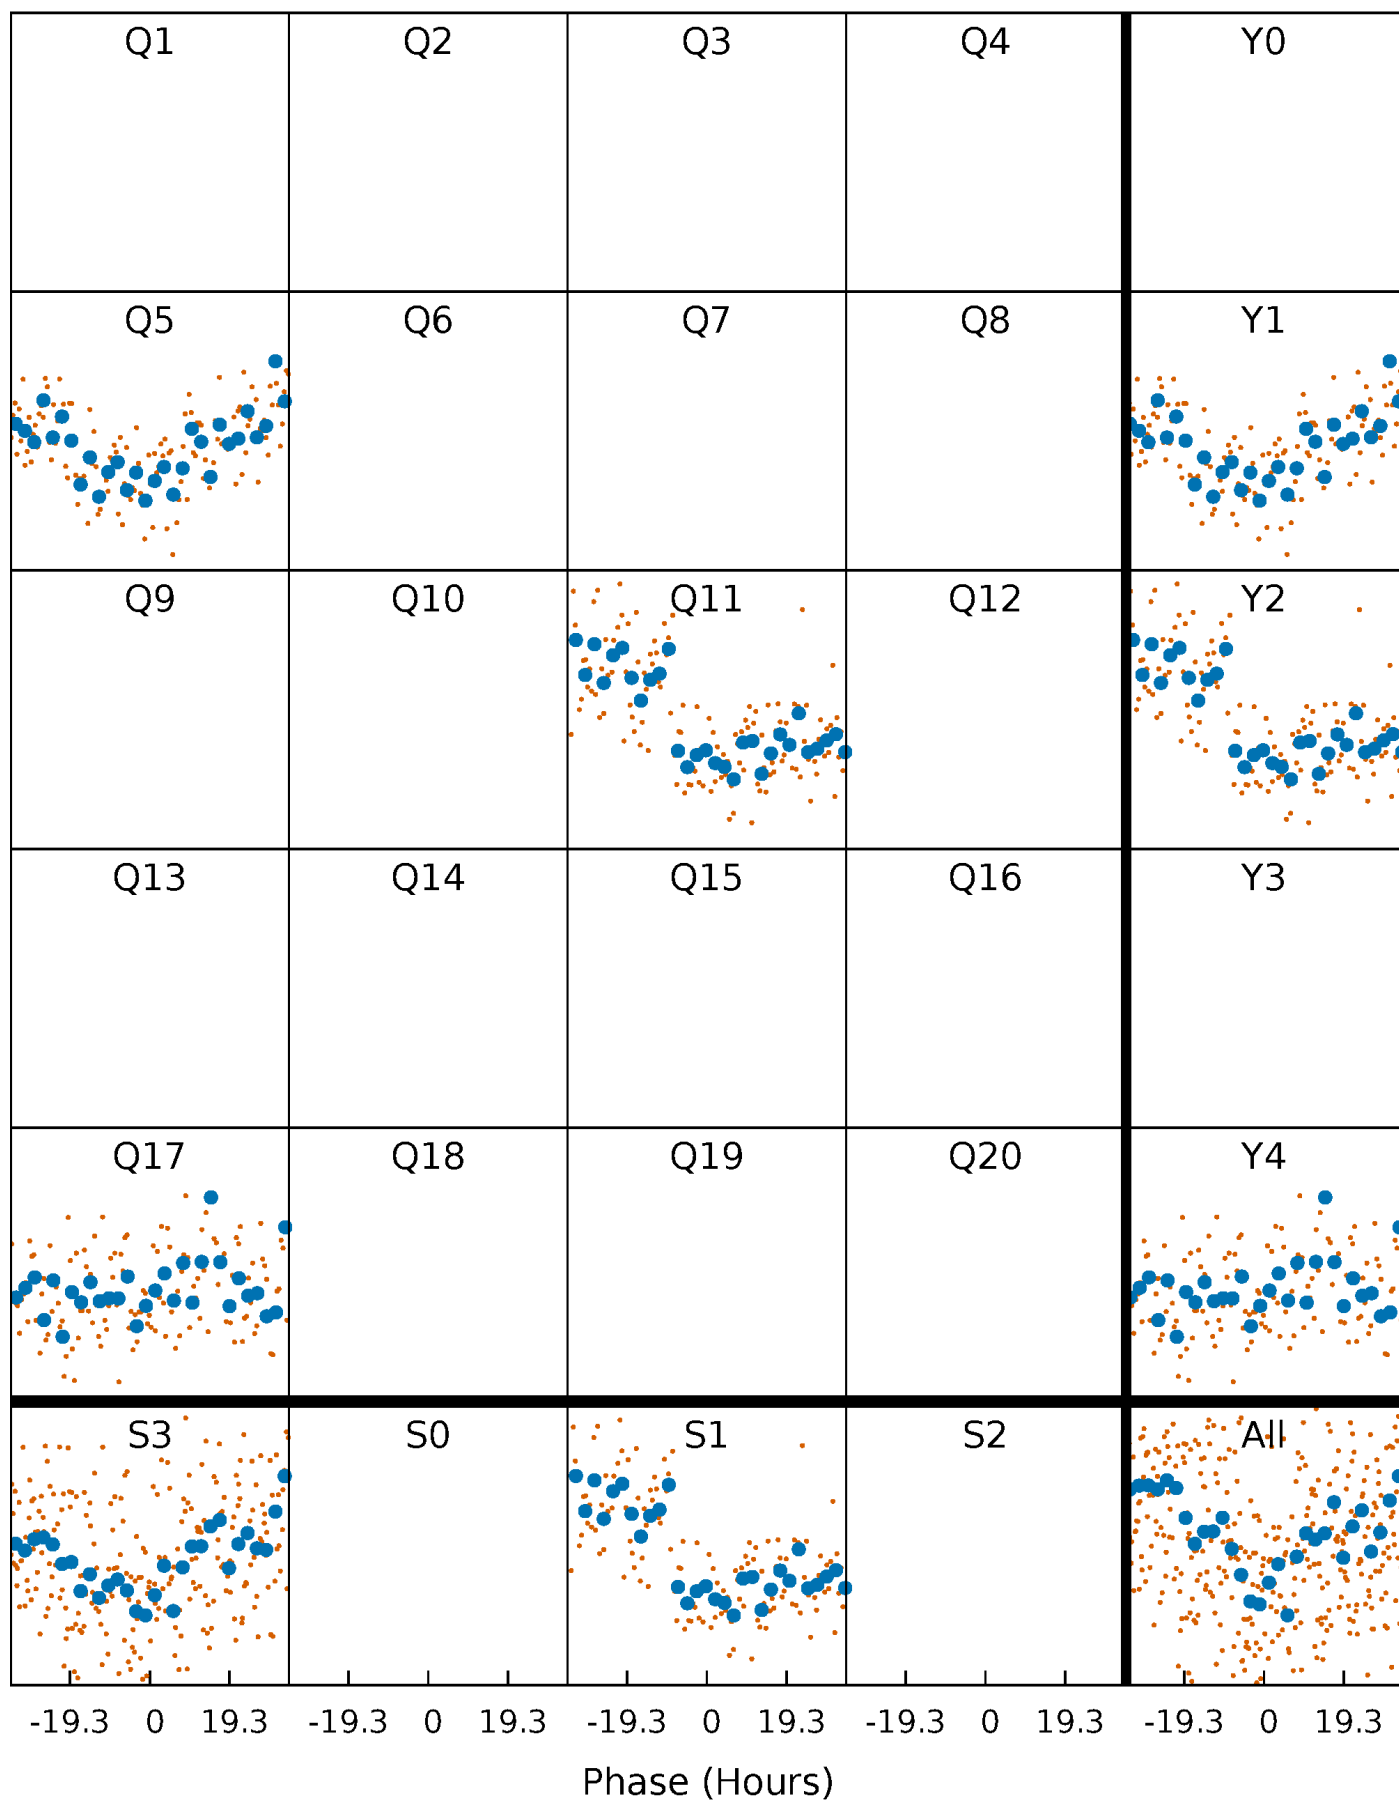 Q1 Q2 Q3 Q4 Y0
Q5 Q6 Q7 Q8 Y1
Q9 Q10 Q11 Q12 Y2
Q13 Q14 Q15 Q16 Y3
Q17 Q18 Q19 Q20 Y4
S3 S0 S1 S2 All
-19.3 0 19.3 -19.3 0 19.3 -19.3 0 19.3 -19.3 0 19.3 -19.3 0 19.3
Phase (Hours)